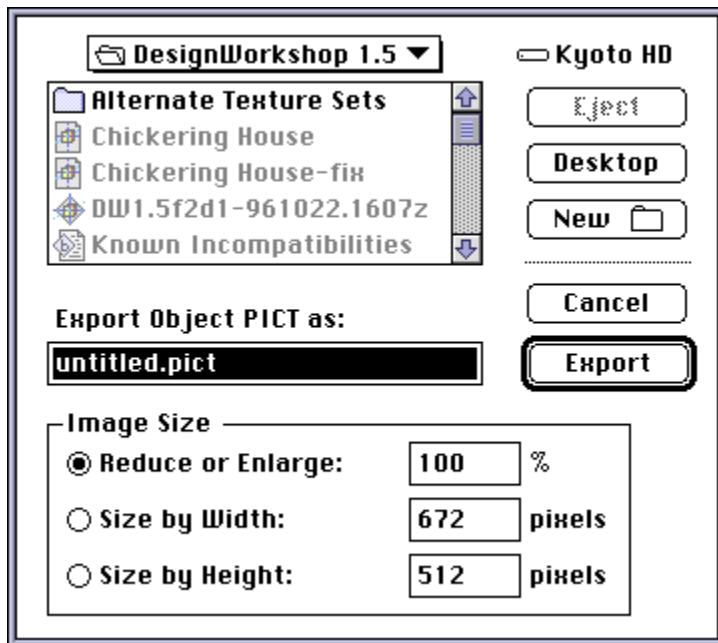 DesignWorkshop 1.5
Kyoto HD
Alternate Texture Sets
Chickering House
Chickering House-fix
DW1.5f2d1-961022.1607z
Known Incompatibilities
Eject
Desktop
New
Cancel
Export
Export Object PICT as:
untitled.pict
Image Size
Reduce or Enlarge: 100 %
Size by Width: 672 pixels
Size by Height: 512 pixels